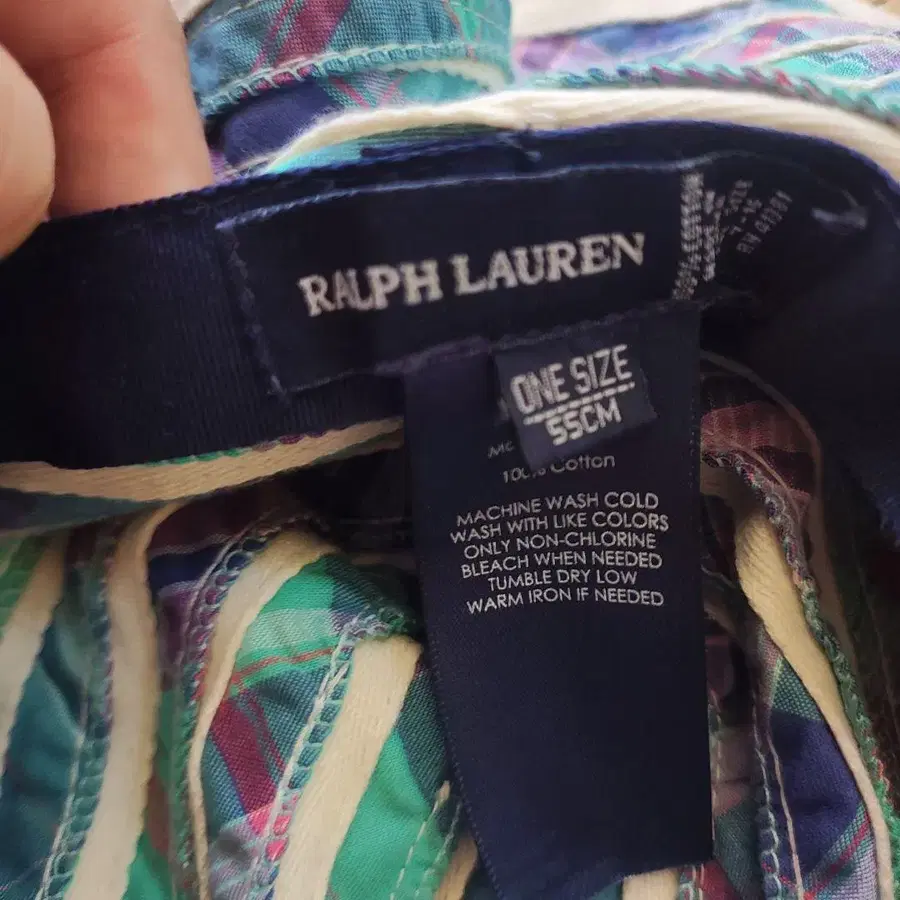 RALPH LAUREN
ONE SIZE
55CM
100% Cotton
MACHINE WASH COLD
WASH WITH LIKE COLORS
ONLY NON-CHLORINE
BLEACH WHEN NEEDED
TUMBLE DRY LOW
WARM IRON IF NEEDED